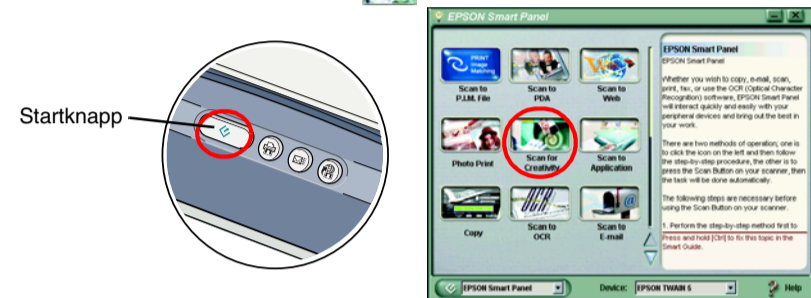 Startknapp
EPSON Smart Panel
PRINT
Image
Matching
Scan to
P.I.M. File
Scan to
PDA
Scan to
Web
Photo Print
Scan for
Creativity
Scan to
Application
Copy
OCR
Scan to
OCR
Scan to
E-mail
EPSON Smart Panel
EPSON Smart Panel
Whether you wish to copy, e-mail, scan,
print, fax, or use the OCR (Optical Character
Recognition) software, EPSON Smart Panel
will interact quickly and easily with your
peripheral devices and bring out the best in
your work.
There are two methods of operation; one is
to click the icon on the left and then follow
the step-by-step procedure, the other is to
press the Scan Button on your scanner, then
the task will be done automatically.
The following steps are necessary before
using the Scan Button on your scanner.
1. Perform the step-by-step method first to
Press and hold [Ctrl] to fix this topic in the
Smart Guide.
EPSON Smart Panel
Device:
EPSON TWAIN 5
Help